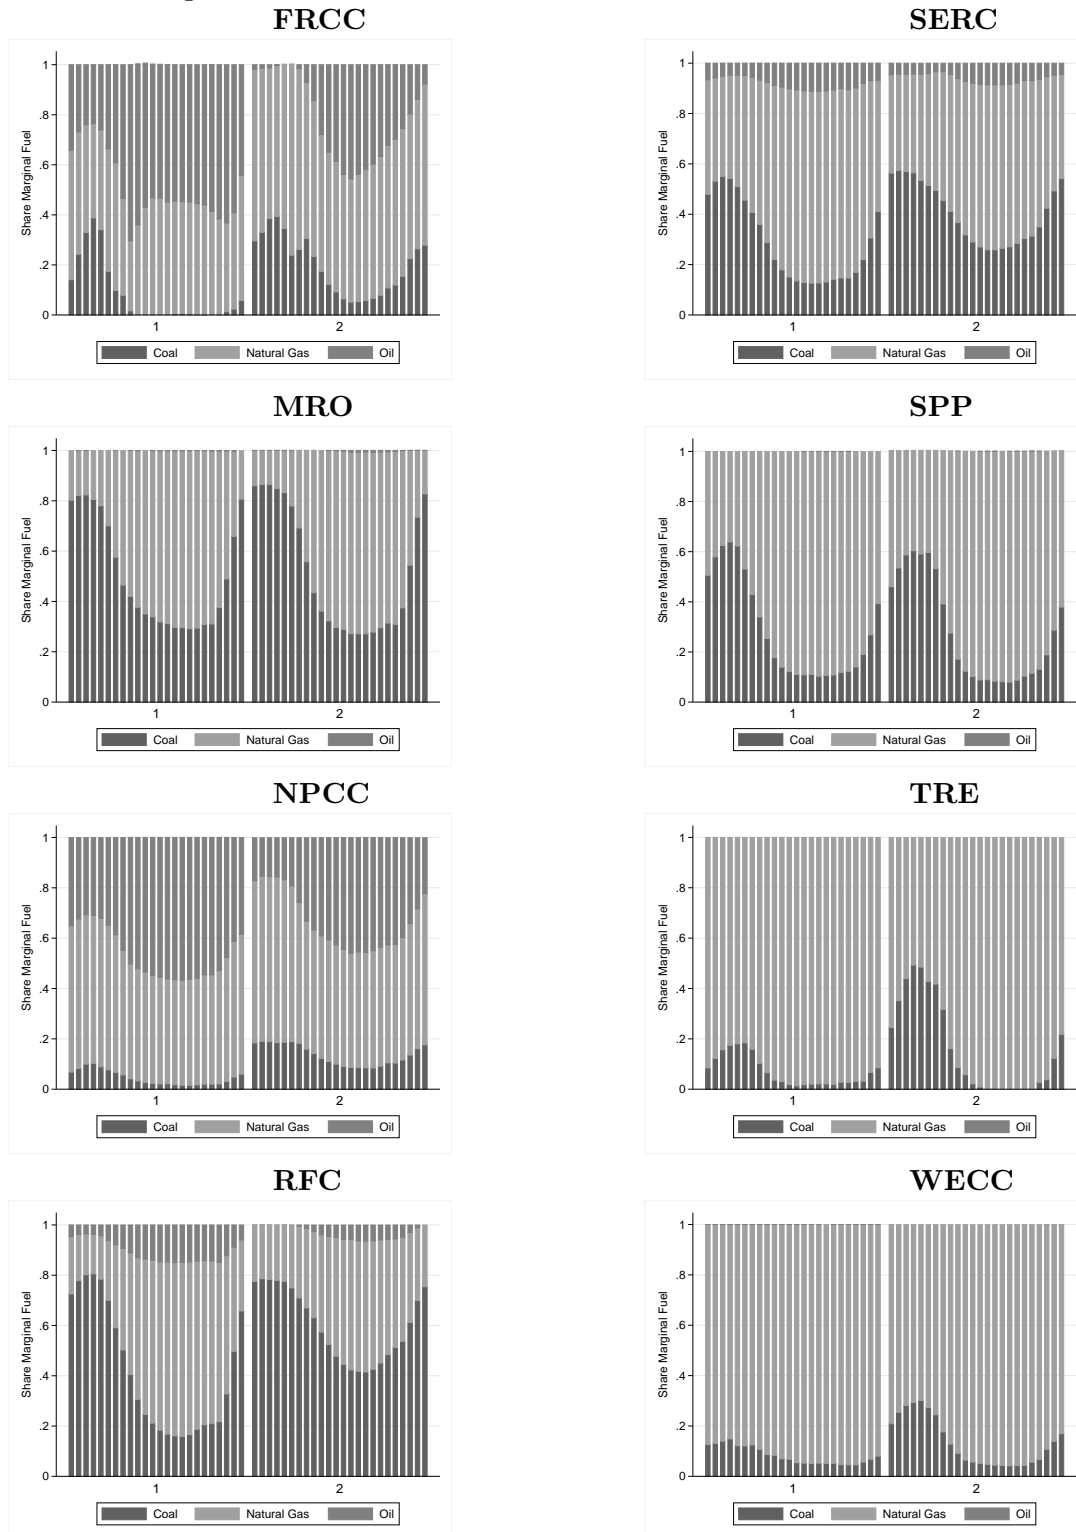 FRCC
SERC
Share Marginal Fuel
1
.8
.6
.4
.2
0
1
2
Coal
Natural Gas
Oil
Share Marginal Fuel
1
.8
.6
.4
.2
0
1
2
Coal
Natural Gas
Oil
MRO
SPP
Share Marginal Fuel
1
.8
.6
.4
.2
0
1
2
Coal
Natural Gas
Oil
Share Marginal Fuel
1
.8
.6
.4
.2
0
1
2
Coal
Natural Gas
Oil
NPCC
TRE
Share Marginal Fuel
1
.8
.6
.4
.2
0
1
2
Coal
Natural Gas
Oil
Share Marginal Fuel
1
.8
.6
.4
.2
0
1
2
Coal
Natural Gas
Oil
RFC
WECC
Share Marginal Fuel
1
.8
.6
.4
.2
0
1
2
Coal
Natural Gas
Oil
Share Marginal Fuel
1
.8
.6
.4
.2
0
1
2
Coal
Natural Gas
Oil